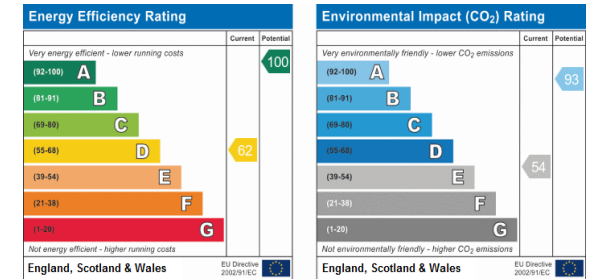 Energy Efficiency Rating
Current Potential
Very energy efficient - lower running costs
(92-100) A
100
(81-91) B
(69-80) C
(55-68) D
62
(39-54) E
(21-38) F
(1-20) G
Not energy efficient - higher running costs
England, Scotland & Wales
EU Directive
2002/91/EC
Environmental Impact (CO2) Rating
Current Potential
Very environmentally friendly - lower CO2 emissions
(92-100) A
93
(81-91) B
(69-80) C
(55-68) D
(39-54) E
54
(21-38) F
(1-20) G
Not environmentally friendly - higher CO2 emissions
England, Scotland & Wales
EU Directive
2002/91/EC